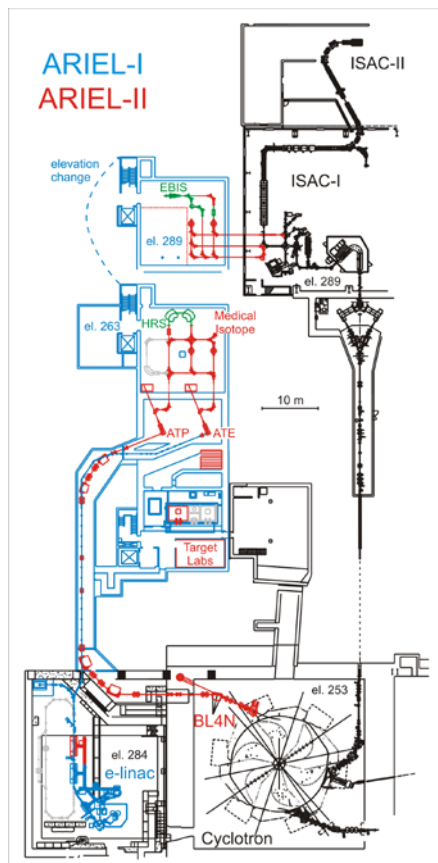 ARIEL-I
ARIEL-II
ISAC-II
elevation
change
EBIS
ISAC-I
el. 289
el. 289
el. 263
HRS
Medical
Isotope
10 m
ATP
ATE
Target
Labs
el. 253
BL4N
el. 284
e-linac
Cyclotron